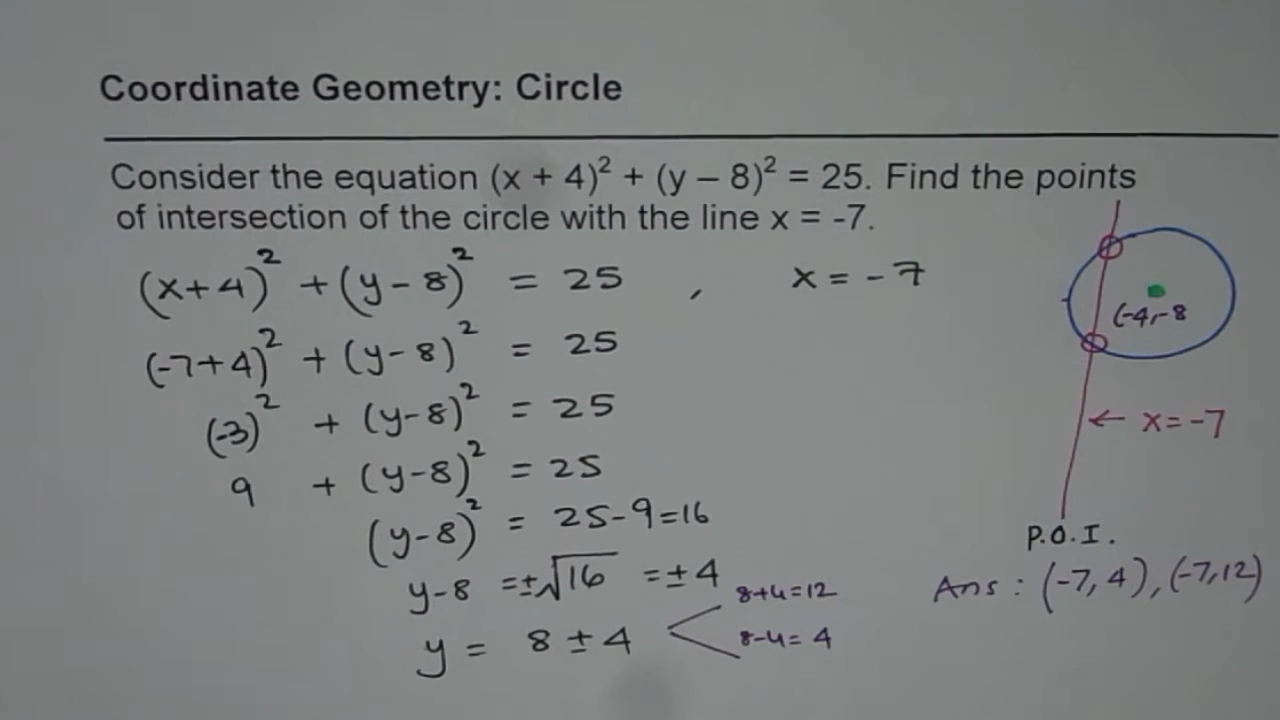 Coordinate Geometry: Circle
Consider the equation (x + 4)² + (y – 8)² = 25. Find the points
of intersection of the circle with the line x = -7.
(x+4)² + (y-8)² = 25 , x = -7
(-7+4)² + (y-8)² = 25
(-3)² + (y-8)² = 25
9 + (y-8)² = 25
(y-8)² = 25-9=16
y-8 =±√16 =±4
y = 8±4
8+4=12
8-4=4
(-4,-8
← x=-7
P.O.I.
Ans: (-7,4),(-7,12)